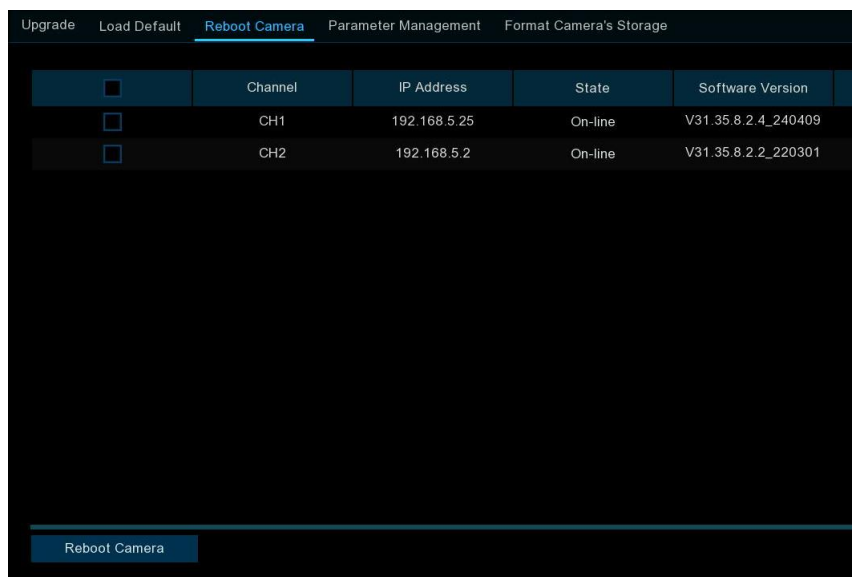 Upgrade Load Default Reboot Camera Parameter Management Format Camera's Storage
Channel IP Address State Software Version
CH1 192.168.5.25 On-line V31.35.8.2.4_240409
CH2 192.168.5.2 On-line V31.35.8.2.2_220301
Reboot Camera